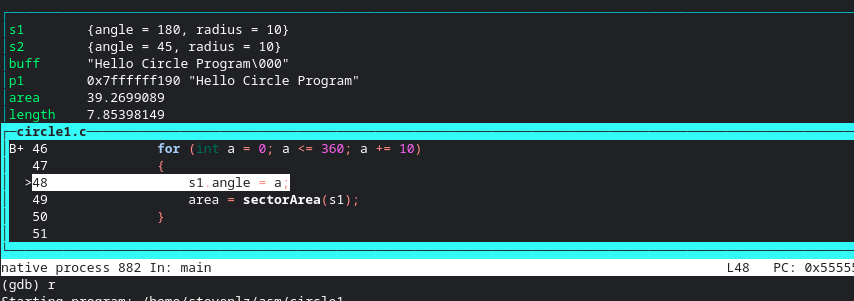 s1 {angle = 180, radius = 10}
s2 {angle = 45, radius = 10}
buff "Hello Circle Program\000"
p1 0x7ffffff190 "Hello Circle Program"
area 39.2699089
length 7.85398149
circle1.c
B+ 46 for (int a = 0; a <= 360; a += 10)
47 {
>48 s1.angle = a;
49 area = sectorArea(s1);
50 }
51
native process 882 In: main L48 PC: 0x55555
(gdb) r
Starting program: /home/stevenlz/asm/circle1